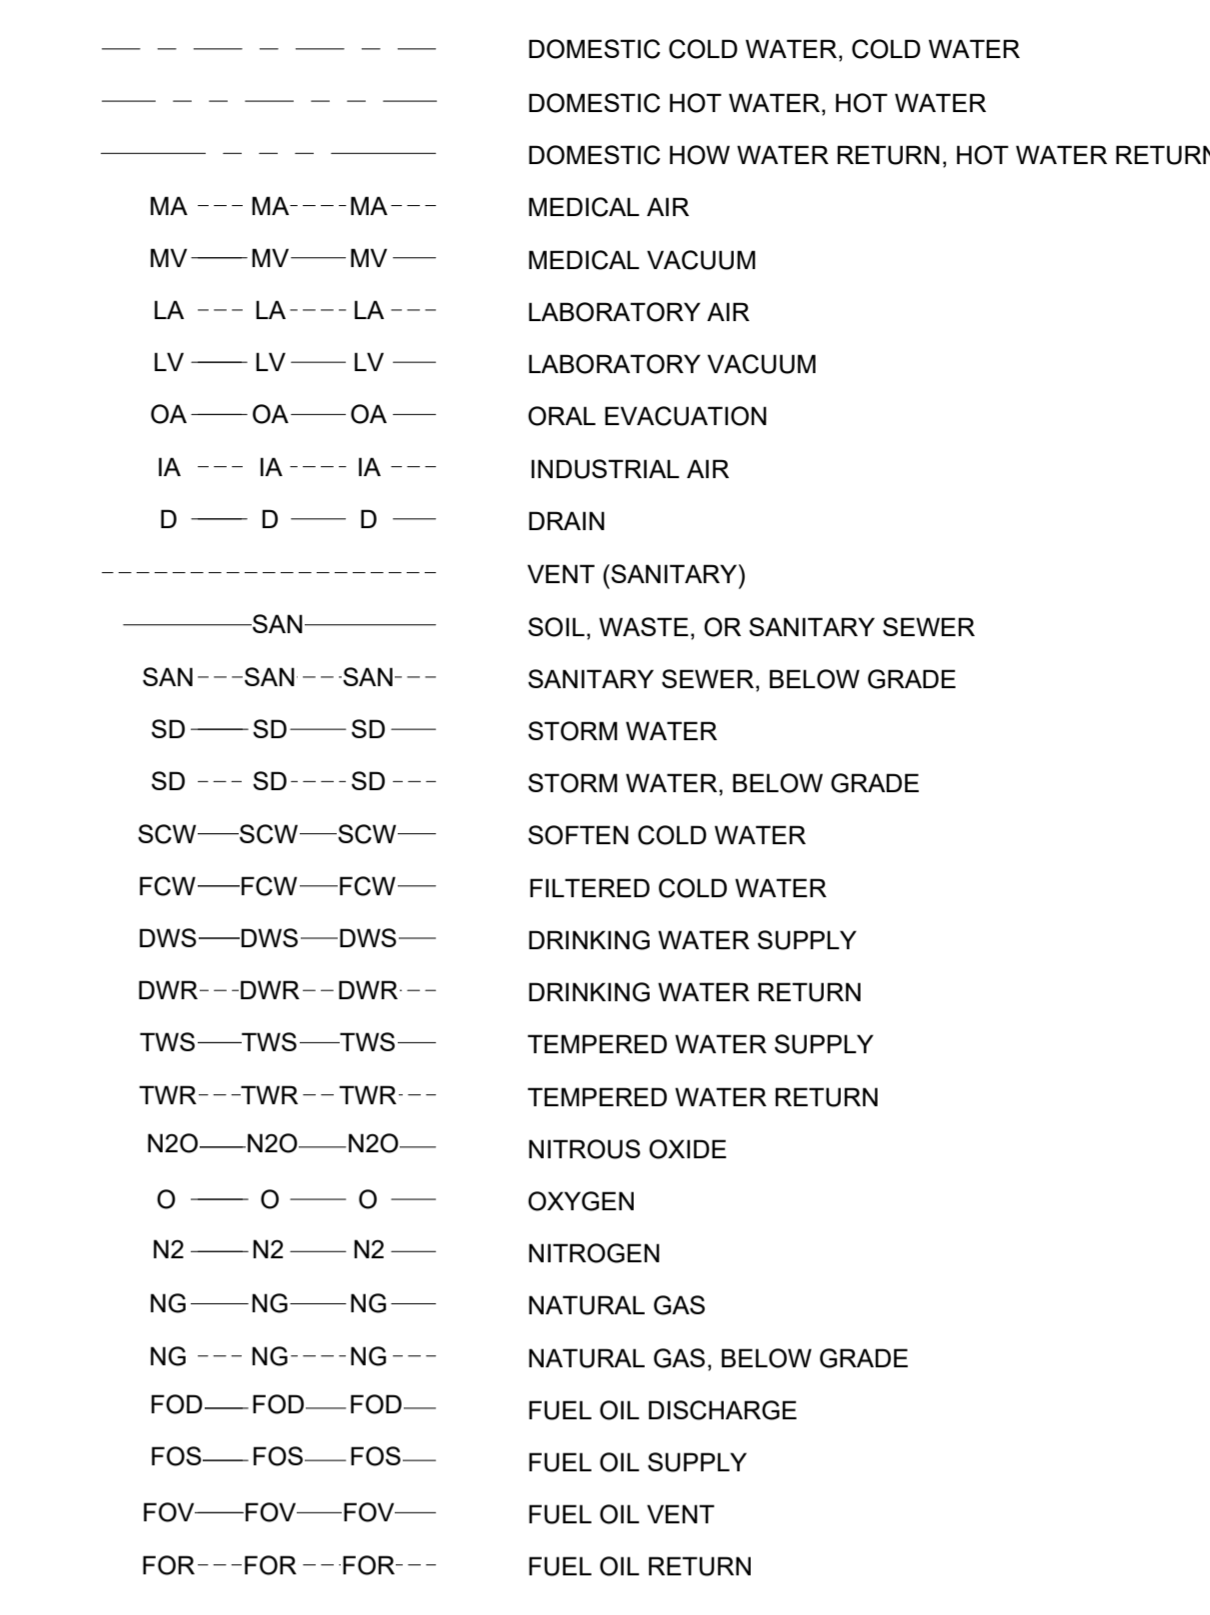 DOMESTIC COLD WATER, COLD WATER
DOMESTIC HOT WATER, HOT WATER
DOMESTIC HOW WATER RETURN, HOT WATER RETURN
MA MA MA MEDICAL AIR
MV MV MV MEDICAL VACUUM
LA LA LA LABORATORY AIR
LV LV LV LABORATORY VACUUM
OA OA OA ORAL EVACUATION
IA IA IA INDUSTRIAL AIR
D D D DRAIN
VENT (SANITARY)
SAN SOIL, WASTE, OR SANITARY SEWER
SAN SAN SAN SANITARY SEWER, BELOW GRADE
SD SD SD STORM WATER
SD SD SD STORM WATER, BELOW GRADE
SCW SCW SCW SOFTEN COLD WATER
FCW FCW FCW FILTERED COLD WATER
DWS DWS DWS DRINKING WATER SUPPLY
DWR DWR DWR DRINKING WATER RETURN
TWS TWS TWS TEMPERED WATER SUPPLY
TWR TWR TWR TEMPERED WATER RETURN
N2O N2O N2O NITROUS OXIDE
O O O OXYGEN
N2 N2 N2 NITROGEN
NG NG NG NATURAL GAS
NG NG NG NATURAL GAS, BELOW GRADE
FOD FOD FOD FUEL OIL DISCHARGE
FOS FOS FOS FUEL OIL SUPPLY
FOV FOV FOV FUEL OIL VENT
FOR FOR FOR FUEL OIL RETURN